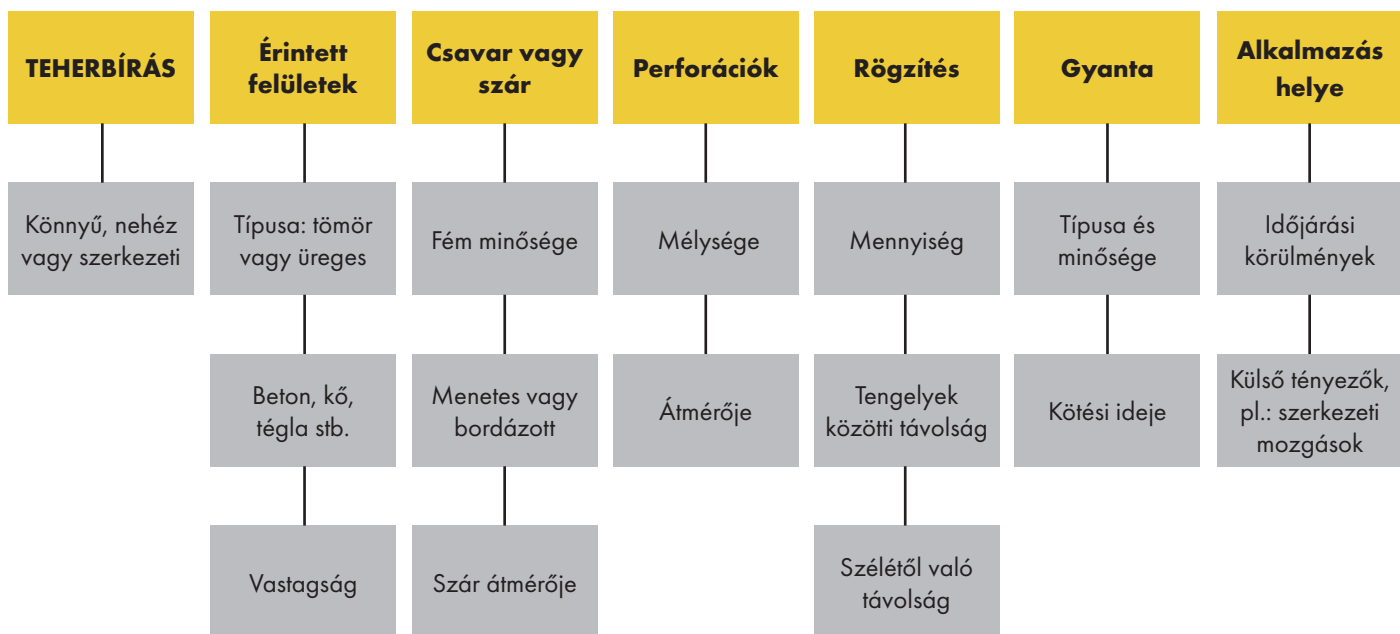 TEHERBÍRÁS
Érintett
felületek
Csavar vagy
szár
Perforációk
Rögzítés
Gyanta
Alkalmazás
helye
Könnyű, nehéz
vagy szerkezeti
Típusa: tömör
vagy üreges
Fém minősége
Mélysége
Mennyiség
Típusa és
minősége
Időjárási
körülmények
Beton, kő,
tégla stb.
Menetes vagy
bordázott
Átmérője
Tengelyek
közötti távolság
Kötési ideje
Külső tényezők,
pl.: szerkezeti
mozgások
Vastagság
Szár átmérője
Szélétől való
távolság